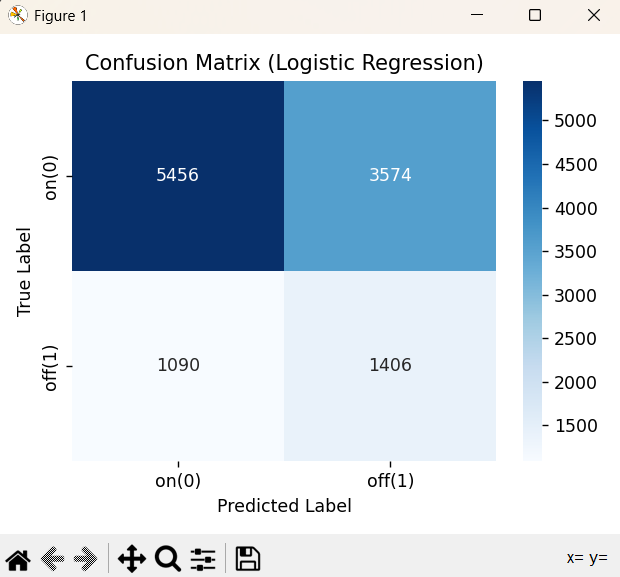 Figure 1
Confusion Matrix (Logistic Regression)
5456 3574
1090 1406
on(0)
off(1)
True Label
on(0) off(1)
Predicted Label
5000
4500
4000
3500
3000
2500
2000
1500
x= y=